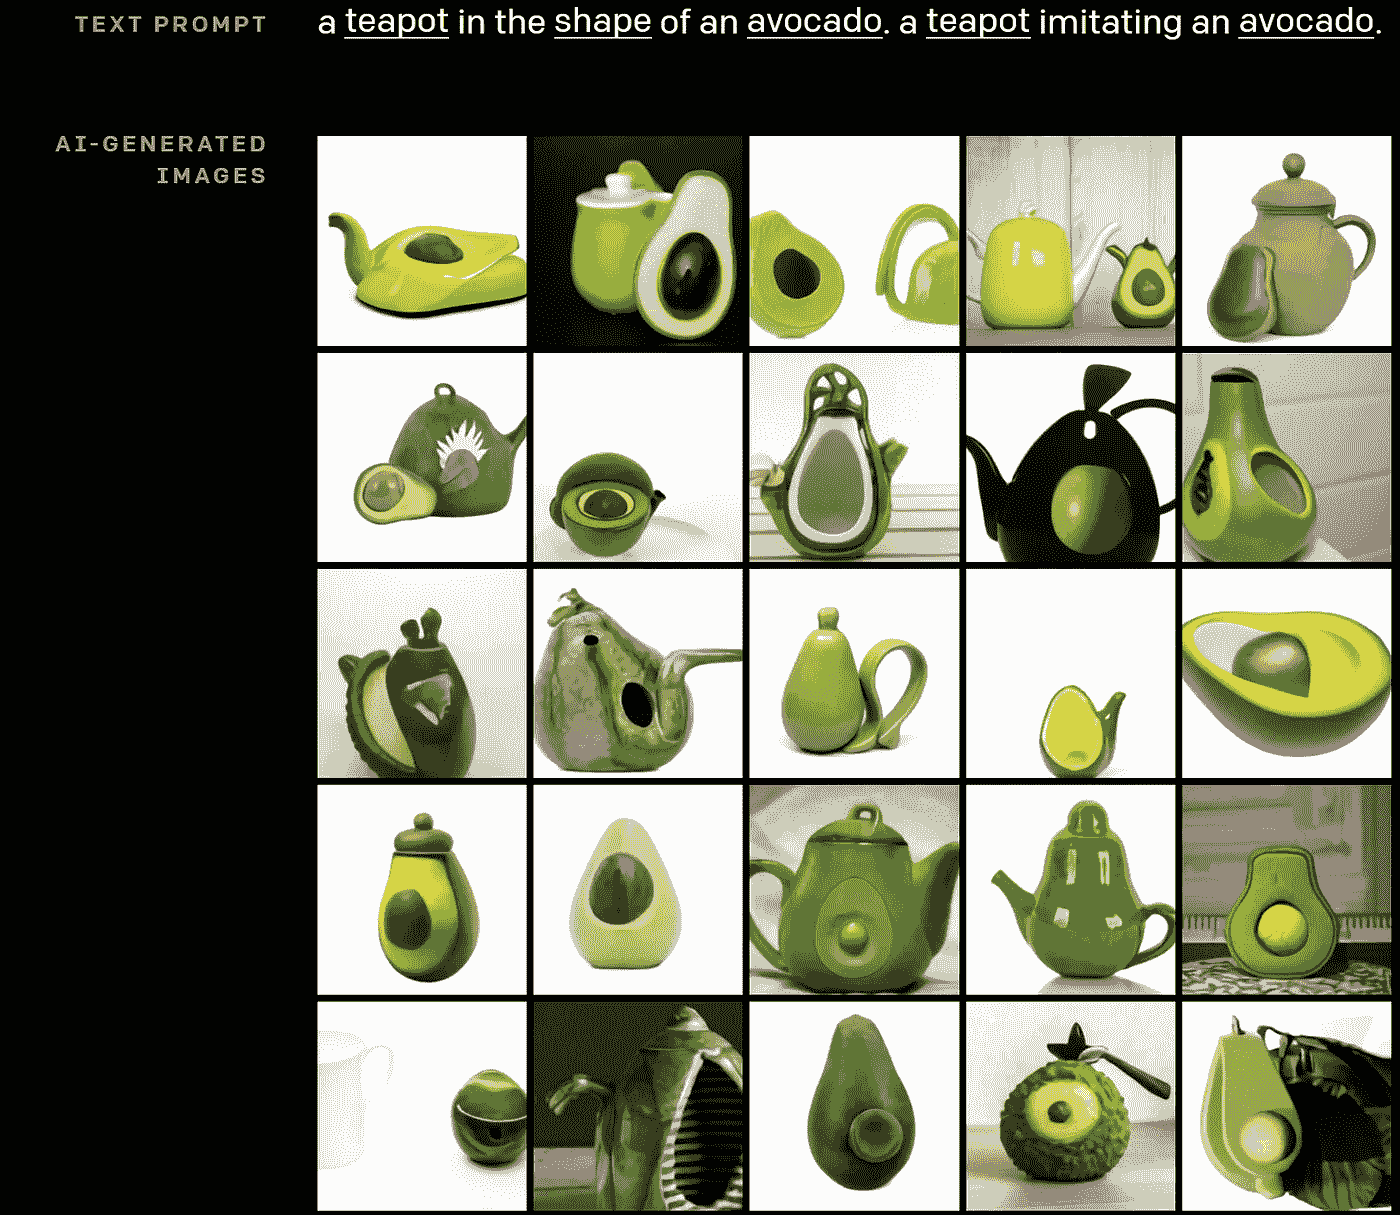 TEXT PROMPT
a teapot in the shape of an avocado. a teapot imitating an avocado.
AI-GENERATED
IMAGES